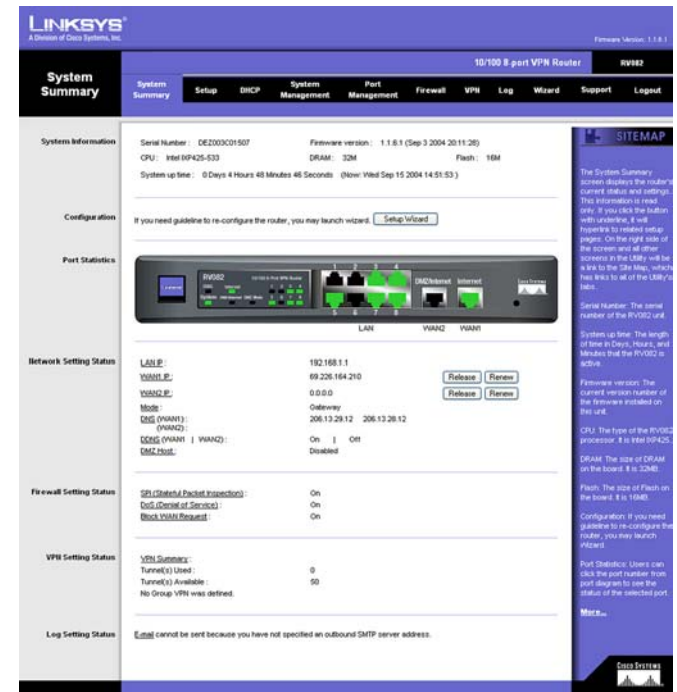 LINKSYS®
A Division of Cisco Systems, Inc.
Firmware Version: 1.1.6.1
10/100 8-port VPN Router
RV082
System Summary
System Summary
Setup
DHCP
System Management
Port Management
Firewall
VPN
Log
Wizard
Support
Logout
System Information
Serial Number : DEZ003C01507
Firmware version : 1.1.6.1 (Sep 3 2004 20:11:28)
CPU : Intel IXP425-533
DRAM : 32M
Flash : 16M
System up time : 0 Days 4 Hours 48 Minutes 46 Seconds (Now: Wed Sep 15 2004 14:51:53 )
Configuration
If you need guideline to re-configure the router, you may launch wizard.
Setup Wizard
Port Statistics
RV082
1 2 3 4
DMZ/Internet
Internet
Cisco Systems
5 6 7 8
LAN
WAN2
WAN1
Network Setting Status
LAN IP :
192.168.1.1
WAN1 IP :
69.226.164.210
Release
Renew
WAN2 IP :
0.0.0.0
Release
Renew
Mode :
Gateway
DNS (WAN1) :
206.13.29.12 206.13.28.12
(WAN2) :
DDNS (WAN1 | WAN2) :
On | Off
DMZ Host :
Disabled
Firewall Setting Status
SPI (Stateful Packet Inspection) :
On
DoS (Denial of Service) :
On
Block WAN Request :
On
VPN Setting Status
VPN Summary :
Tunnel(s) Used :
0
Tunnel(s) Available :
50
No Group VPN was defined.
Log Setting Status
E-mail cannot be sent because you have not specified an outbound SMTP server address.
SITEMAP
The System Summary
screen displays the router's
current status and settings.
This information is read
only. If you click the button
with underline, it will
hyperlink to related setup
pages. On the right side of
the screen and all other
screens in the Utility will be
a link to the Site Map, which
has links to all of the Utility's
tabs.
Serial Number: The serial
number of the RV082 unit.
System up time: The length
of time in Days, Hours, and
Minutes that the RV082 is
active.
Firmware version: The
current version number of
the firmware installed on
this unit.
CPU: The type of the RV082
processor. It is Intel IXP425.
DRAM: The size of DRAM
on the board. It is 32MB.
Flash: The size of Flash on
the board. It is 16MB.
Configuration: If you need
guideline to re-configure the
router, you may launch
Wizard.
Port Statistics: Users can
click the port number from
port diagram to see the
status of the selected port.
More...
Cisco Systems